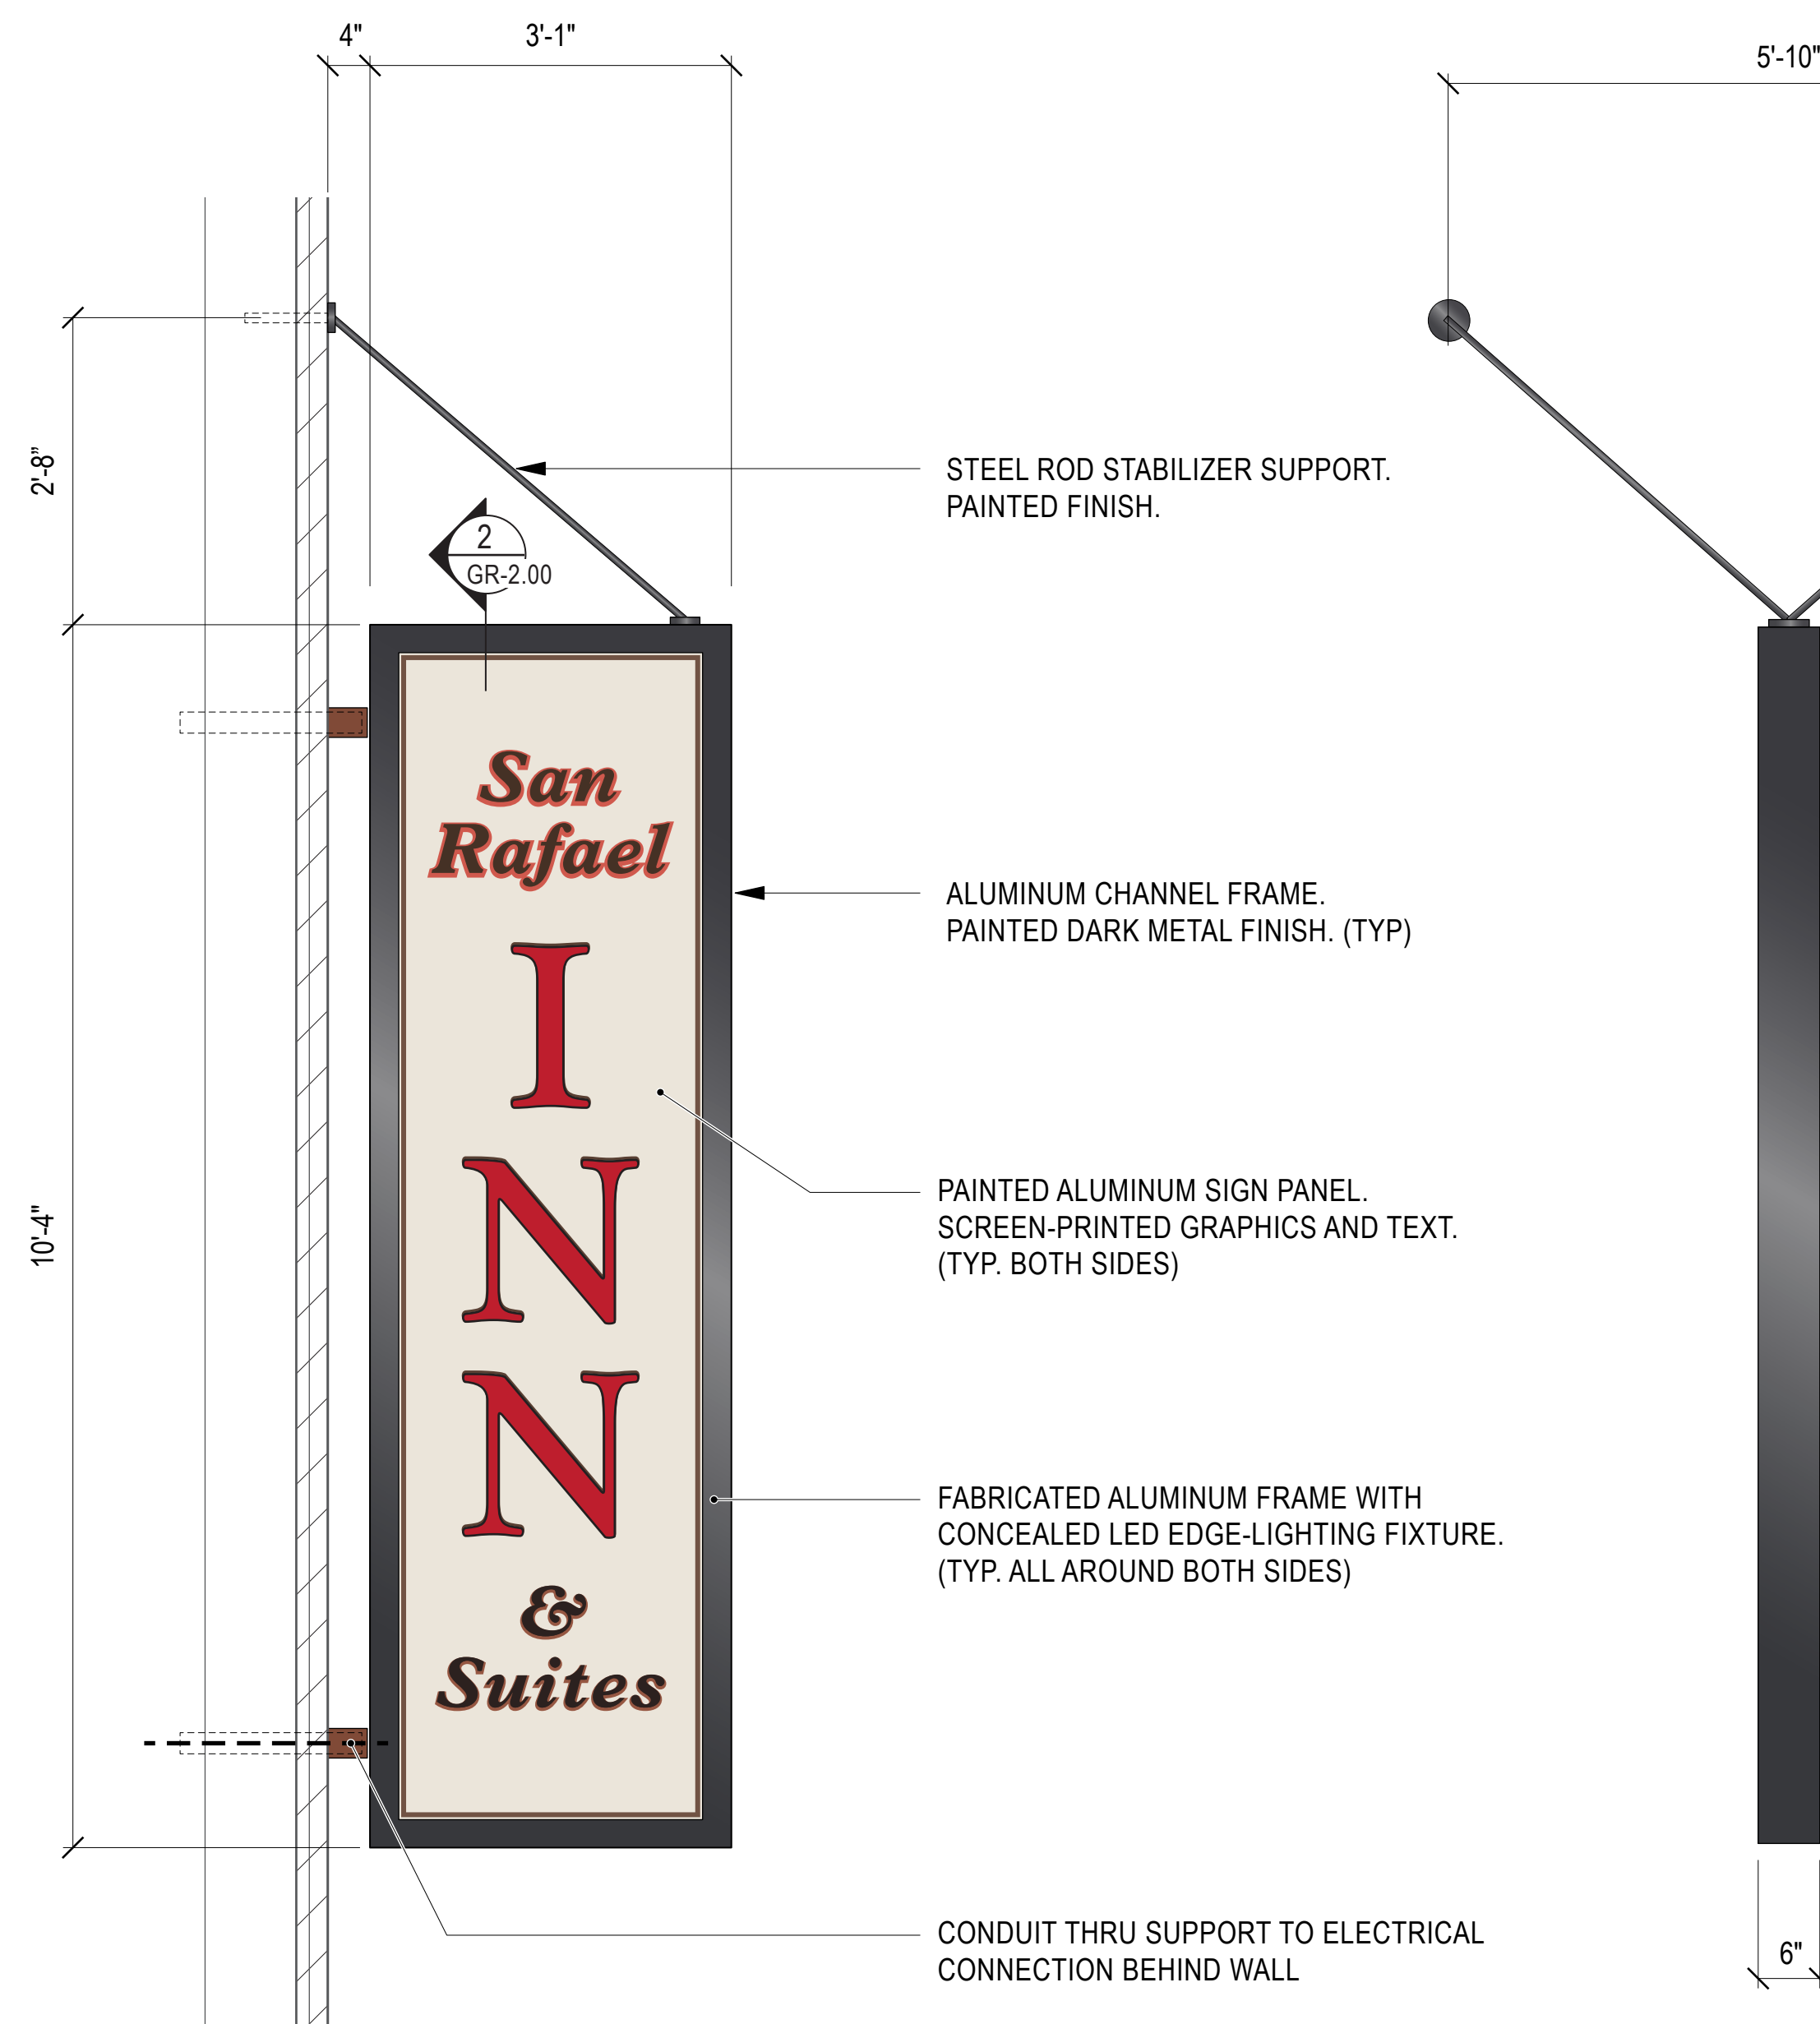 4"
3'-1"
5'-10"
2'-8”
STEEL ROD STABILIZER SUPPORT.
PAINTED FINISH.
2
GR-2.00
San
Rafael
I
N
N
&
Suites
ALUMINUM CHANNEL FRAME.
PAINTED DARK METAL FINISH. (TYP)
PAINTED ALUMINUM SIGN PANEL.
SCREEN-PRINTED GRAPHICS AND TEXT.
(TYP. BOTH SIDES)
10'-4"
FABRICATED ALUMINUM FRAME WITH
CONCEALED LED EDGE-LIGHTING FIXTURE.
(TYP. ALL AROUND BOTH SIDES)
CONDUIT THRU SUPPORT TO ELECTRICAL
CONNECTION BEHIND WALL
6"